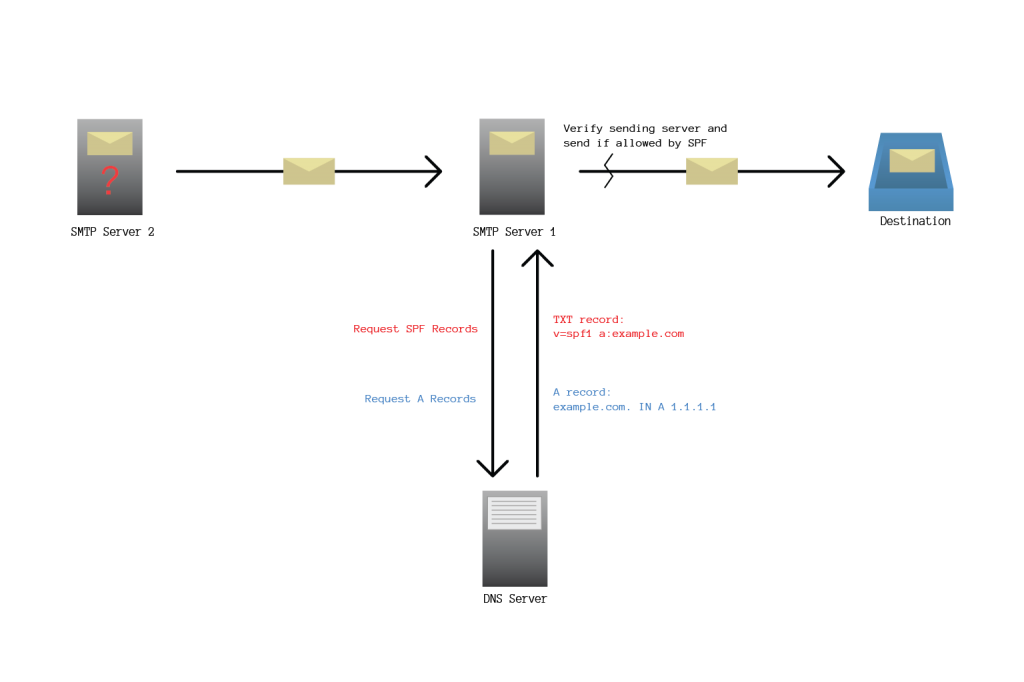 Verify sending server and
send if allowed by SPF
?
SMTP Server 2
SMTP Server 1
Destination
Request SPF Records
TXT record:
v=spf1 a:example.com
Request A Records
A record:
example.com. IN A 1.1.1.1
DNS Server